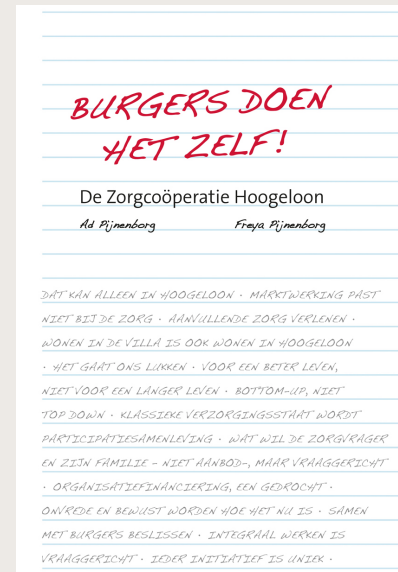 BURGERS DOEN
HET ZELF!
De Zorgcoöperatie Hoogeloon
Ad Pijnenborg Freya Pijnenborg
DAT KAN ALLEEN IN HOOGELOON · MARKTWERKING PAST
NIET BIJ DE ZORG · AANVULLENDE ZORG VERLENEN ·
WONEN IN DE VILLA IS OOK WONEN IN HOOGELOON
· HET GAAT ONS LUKKEN · VOOR EEN BETER LEVEN,
NIET VOOR EEN LANGER LEVEN · BOTTOM-UP, NIET
TOP DOWN · KLASSIEKE VERZORGINGSSTAAT WORDT
PARTICIPATIESAMENLEVING · WAT WIL DE ZORGVRAGER
EN ZIJN FAMILIE – NIET AANBOD-, MAAR VRAAGGERICHT
· ORGANISATIEFINANCIERING, EEN GEDROCHT ·
ONVREDE EN BEWUST WORDEN HOE HET NU IS · SAMEN
MET BURGERS BESLISSEN · INTEGRAAL WERKEN IS
VRAAGGERICHT · IEDER INITIATIEF IS UNIEK ·